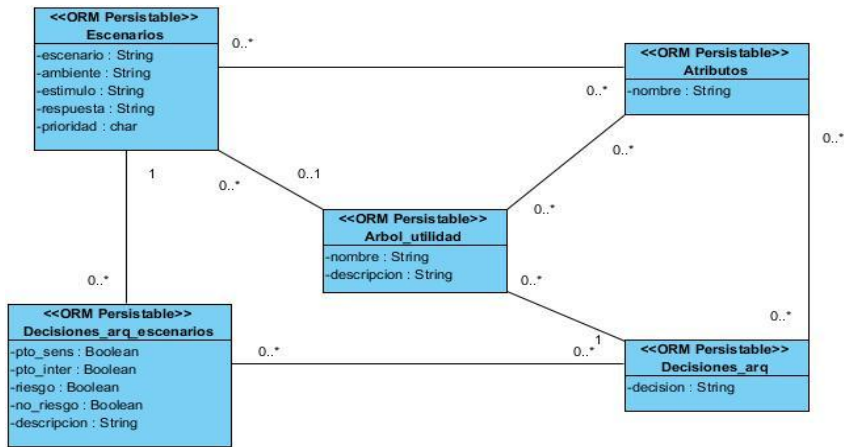 <<ORM Persistable>>
Escenarios
-escenario : String
-ambiente : String
-estimulo : String
-respuesta : String
-prioridad : char
0..*
0..*
<<ORM Persistable>>
Atributos
-nombre : String
1
0..*
0..1
0..*
0..*
0..*
<<ORM Persistable>>
Arbol_utilidad
-nombre : String
-descripcion : String
0..*
1
0..*
<<ORM Persistable>>
Decisiones_arq_escenarios
-pto_sens : Boolean
-pto_inter : Boolean
-riesgo : Boolean
-no_riesgo : Boolean
-descripcion : String
0..*
0..*
0..*
<<ORM Persistable>>
Decisiones_arq
-decision : String